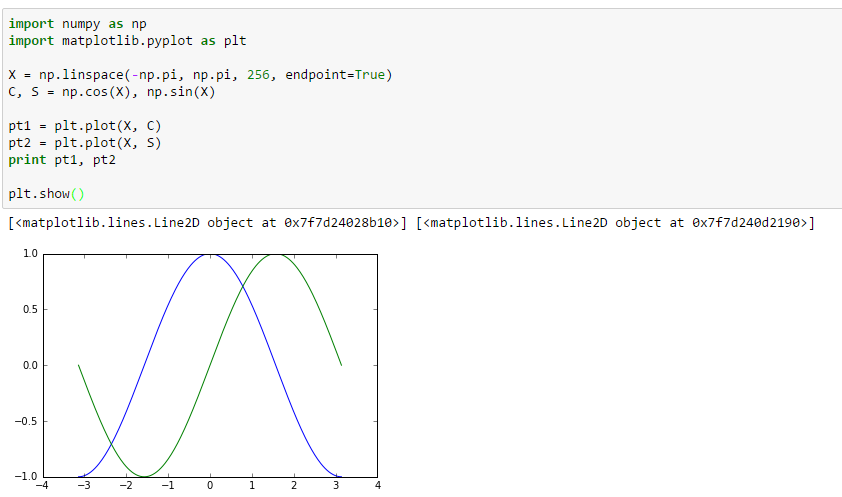 import numpy as np
import matplotlib.pyplot as plt
X = np.linspace(-np.pi, np.pi, 256, endpoint=True)
C, S = np.cos(X), np.sin(X)
pt1 = plt.plot(X, C)
pt2 = plt.plot(X, S)
print pt1, pt2
plt.show()
[<matplotlib.lines.Line2D object at 0x7f7d24028b10>] [<matplotlib.lines.Line2D object at 0x7f7d240d2190>]
1.0
0.5
0.0
−0.5
−1.0
−4 −3 −2 −1 0 1 2 3 4